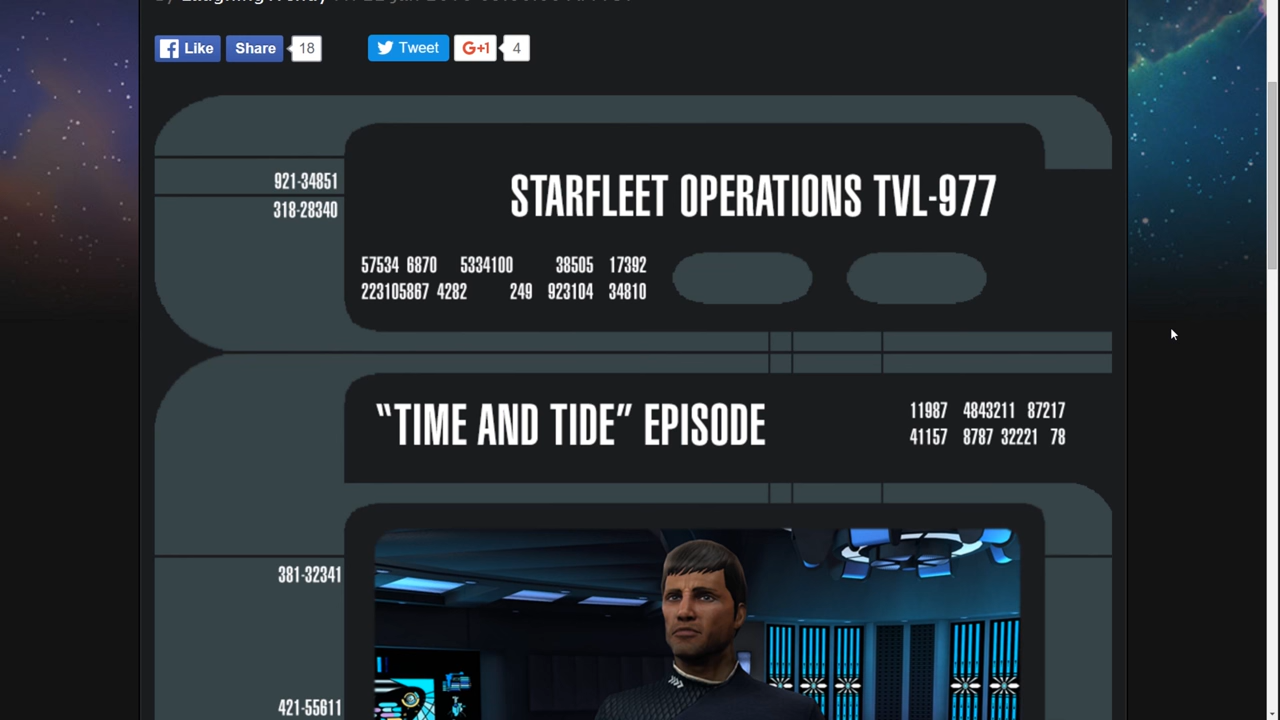 Like Share 18 Tweet G+1 4
921-34851
318-28340
STARFLEET OPERATIONS TVL-977
57534 6870 5334100 38505 17392
223105867 4282 249 923104 34810
“TIME AND TIDE” EPISODE
11987 4843211 87217
41157 8787 32221 78
381-32341
421-55611